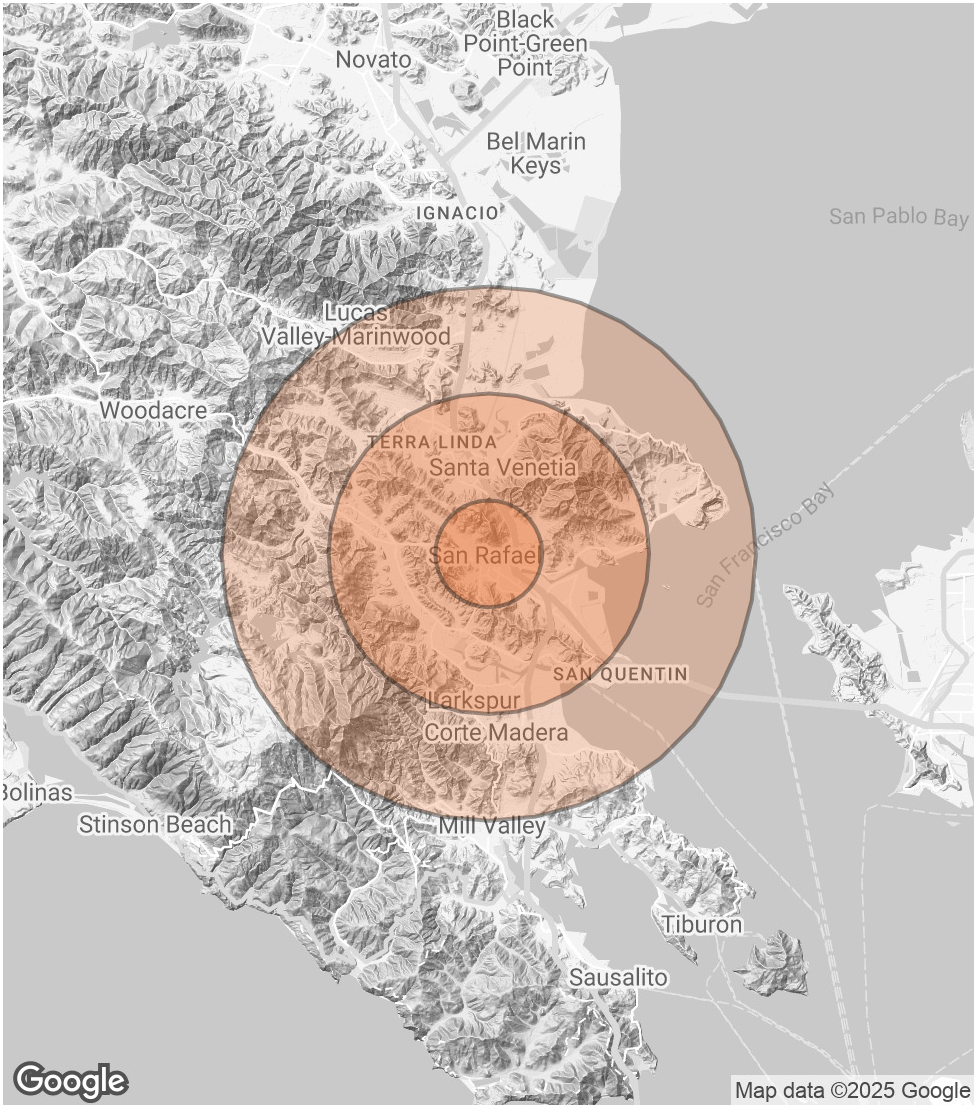 Black
Point-Green
Point
Novato
Bel Marin
Keys
IGNACIO
San Pablo Bay
Lucas
Valley-Marinwood
Woodacre
TERRA LINDA
Santa Venetia
San Francisco Bay
San Rafael
SAN QUENTIN
Larkspur
Corte Madera
Bolinas
Stinson Beach
Mill Valley
Tiburon
Sausalito
Google
Map data ©2025 Google